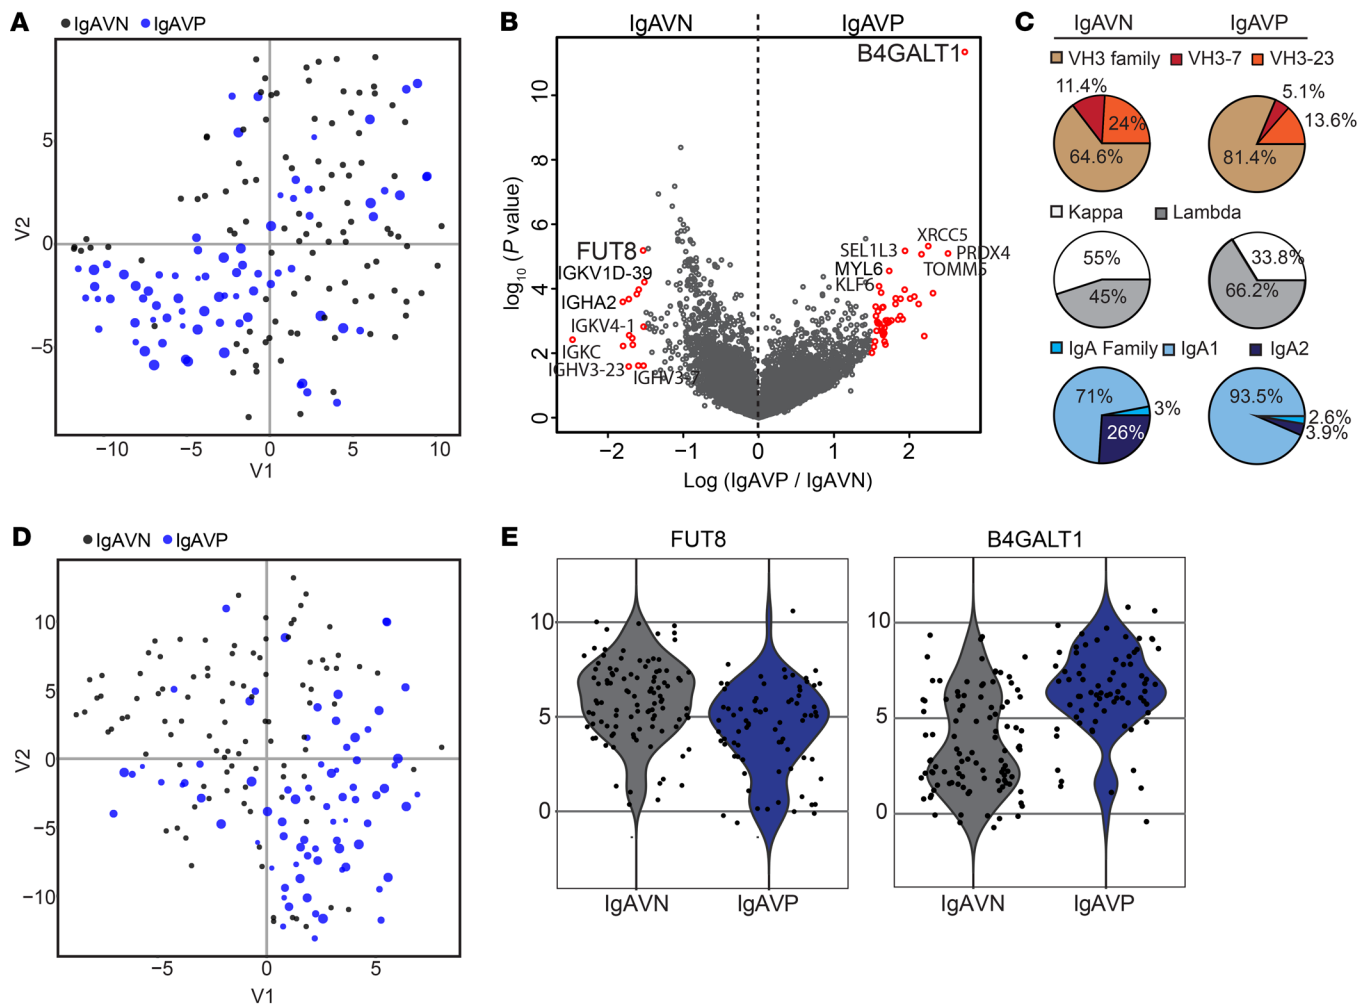 A
IgAVN IgAVP
5
0
−5
V2
−10 −5 0 5 10
V1
B
IgAVN IgAVP
B4GALT1
10
8
6
4
2
0
log10 (P value)
FUT8
IGKV1D-39
IGHA2
IGKV4-1
IGKC
IGHV3-23
IGHV3-7
XRCC5
SEL1L3
PRDX4
MYL6
TOMM5
KLF6
−2 −1 0 1 2
Log (IgAVP / IgAVN)
C
IgAVN IgAVP
VH3 family VH3-7 VH3-23
11.4%
24%
64.6%
5.1%
13.6%
81.4%
Kappa Lambda
55%
45%
33.8%
66.2%
IgA Family IgA1 IgA2
71%
3%
26%
93.5%
2.6%
3.9%
D
IgAVN IgAVP
10
5
0
−5
−10
V2
−5 0 5
V1
E
FUT8
10
5
0
IgAVN IgAVP
B4GALT1
10
5
0
IgAVN IgAVP